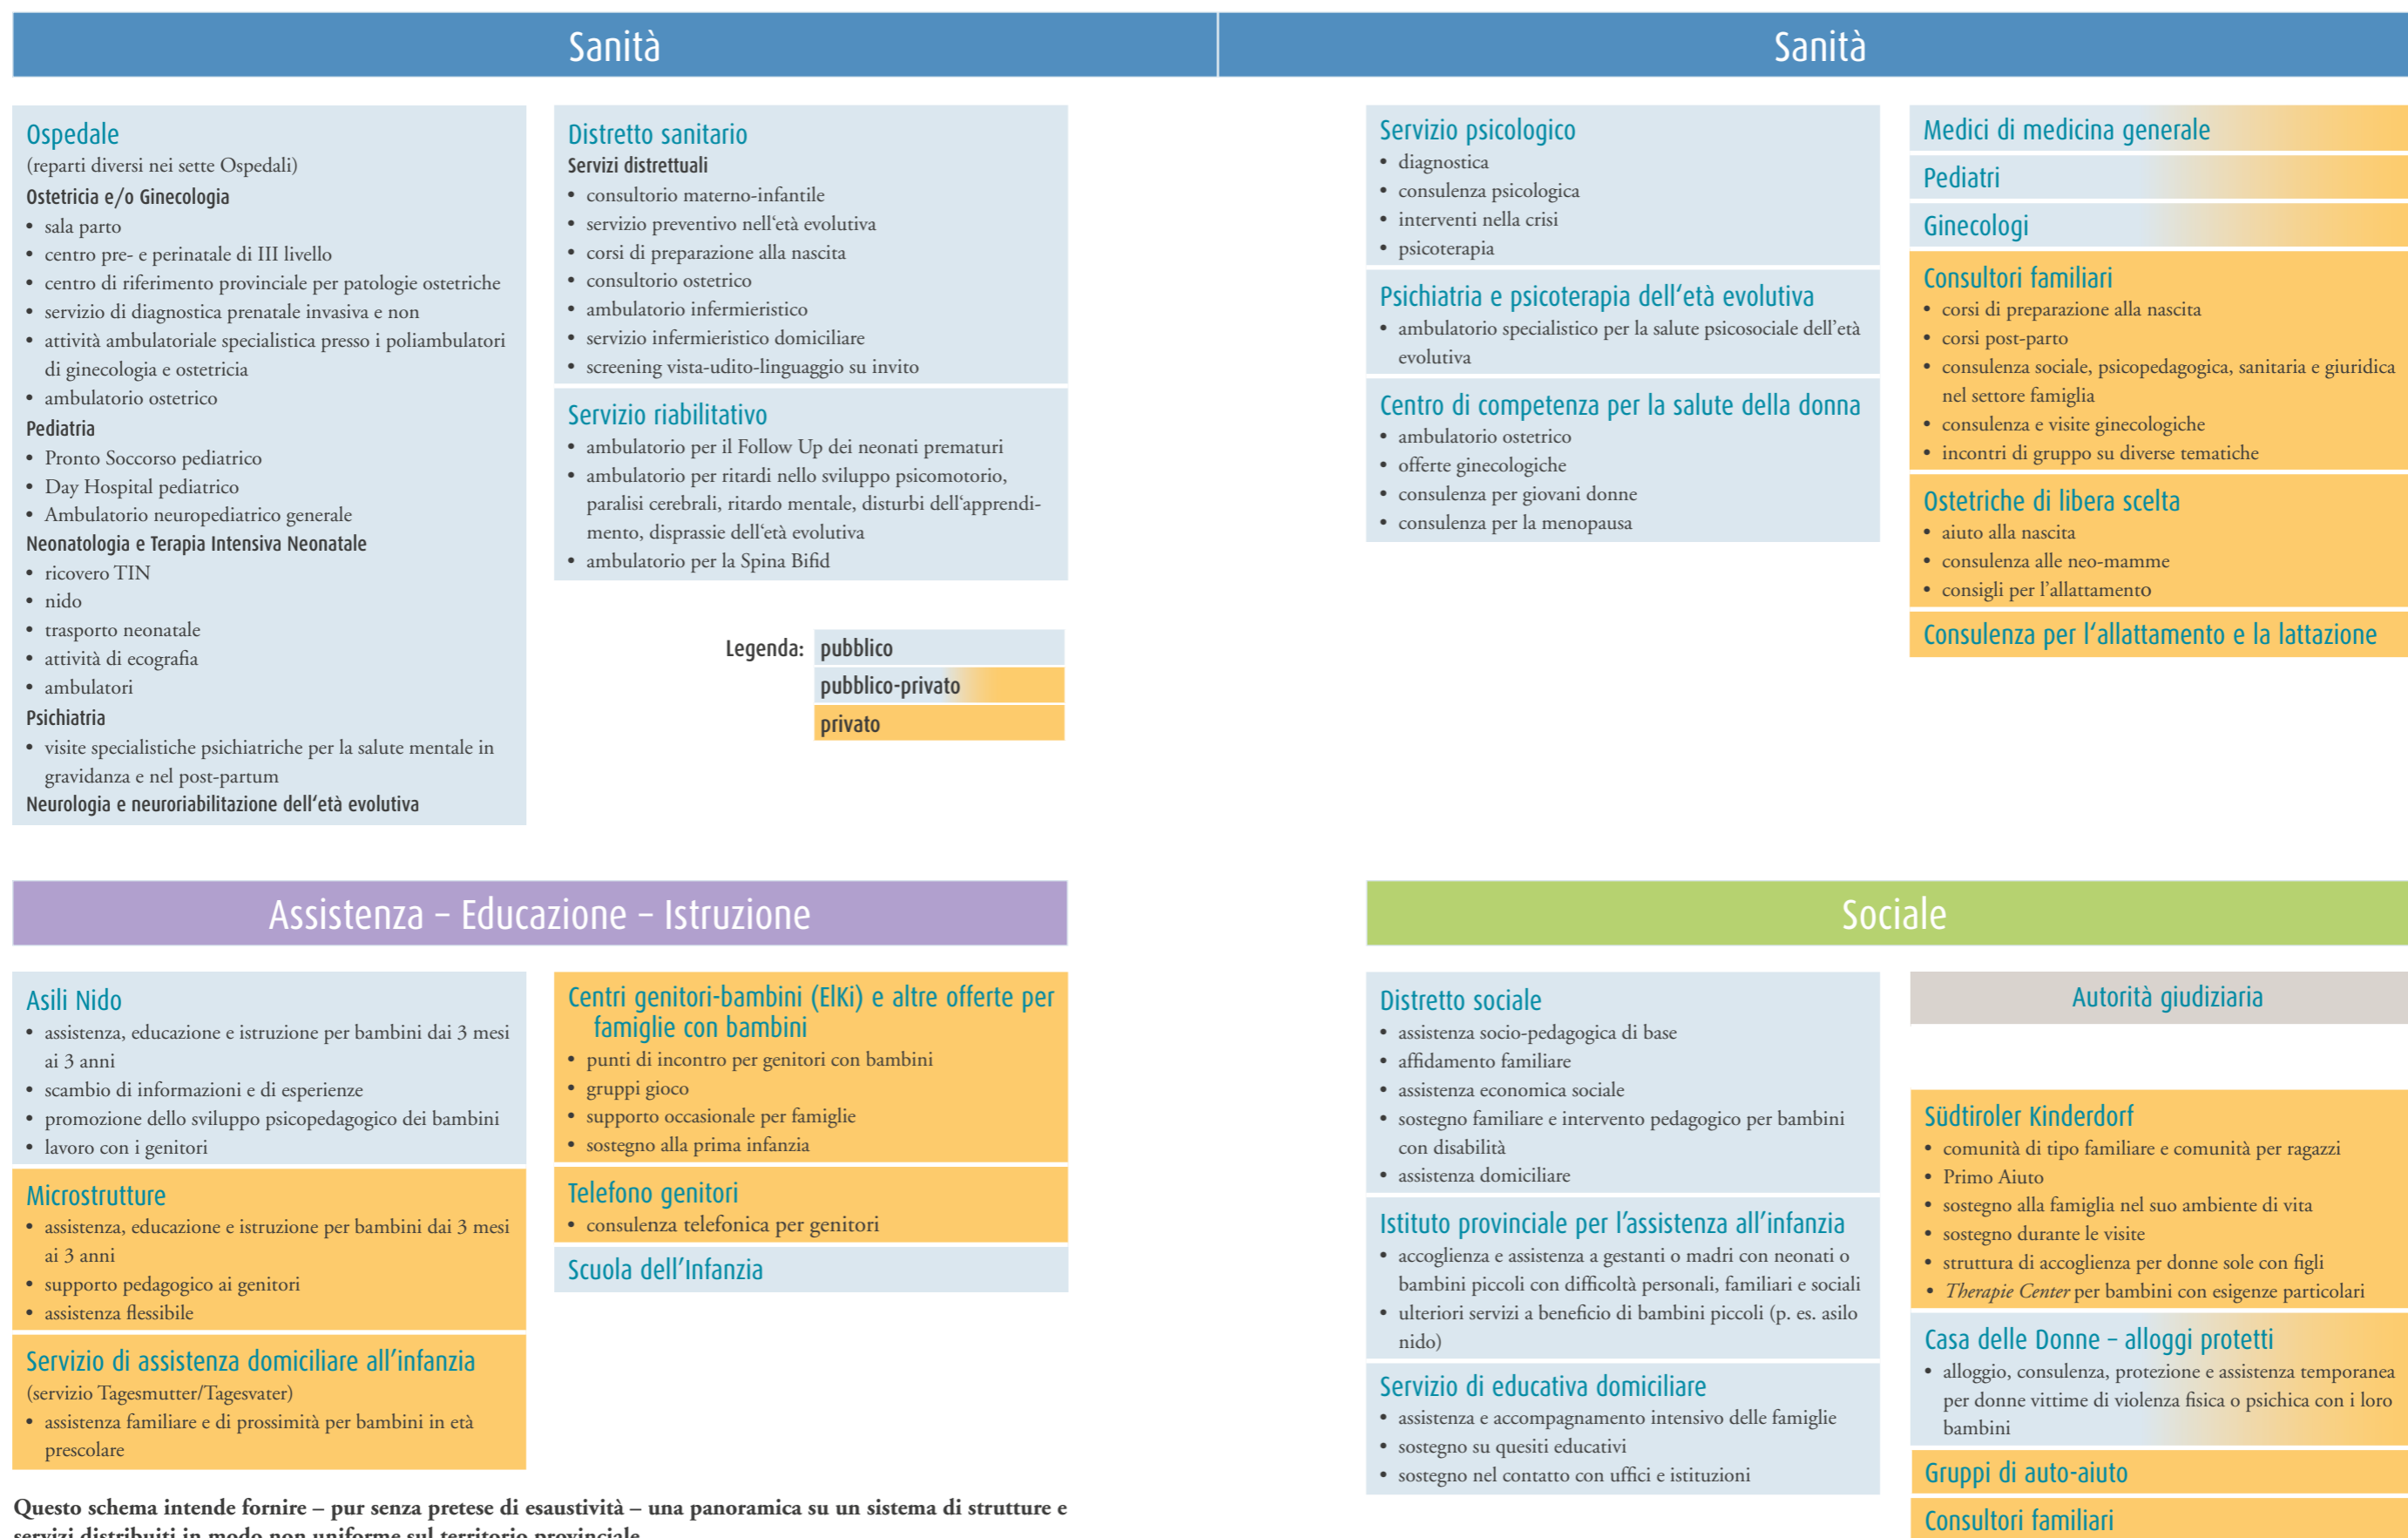 Sanità
Ospedale
(reparti diversi nei sette Ospedali)
Ostetricia e/o Ginecologia
• sala parto
• centro pre- e perinatale di III livello
• centro di riferimento provinciale per patologie ostetriche
• servizio di diagnostica prenatale invasiva e non
• attività ambulatoriale specialistica presso i poliambulatori
di ginecologia e ostetricia
• ambulatorio ostetrico
Pediatria
• Pronto Soccorso pediatrico
• Day Hospital pediatrico
• Ambulatorio neuropediatrico generale
Neonatologia e Terapia Intensiva Neonatale
• ricovero TIN
• nido
• trasporto neonatale
• attività di ecografia
• ambulatori
Psichiatria
• visite specialistiche psichiatriche per la salute mentale in
gravidanza e nel post-partum
Neurologia e neuroriabilitazione dell‘età evolutiva
Distretto sanitario
Servizi distrettuali
• consultorio materno-infantile
• servizio preventivo nell‘età evolutiva
• corsi di preparazione alla nascita
• consultorio ostetrico
• ambulatorio infermieristico
• servizio infermieristico domiciliare
• screening vista-udito-linguaggio su invito
Servizio riabilitativo
• ambulatorio per il Follow Up dei neonati prematuri
• ambulatorio per ritardi nello sviluppo psicomotorio,
paralisi cerebrali, ritardo mentale, disturbi dell‘apprendi-
mento, disprassie dell‘età evolutiva
• ambulatorio per la Spina Bifid
Legenda: pubblico
pubblico-privato
privato
Sanità
Servizio psicologico
• diagnostica
• consulenza psicologica
• interventi nella crisi
• psicoterapia
Psichiatria e psicoterapia dell‘età evolutiva
• ambulatorio specialistico per la salute psicosociale dell’età
evolutiva
Centro di competenza per la salute della donna
• ambulatorio ostetrico
• offerte ginecologiche
• consulenza per giovani donne
• consulenza per la menopausa
Medici di medicina generale
Pediatri
Ginecologi
Consultori familiari
• corsi di preparazione alla nascita
• corsi post-parto
• consulenza sociale, psicopedagogica, sanitaria e giuridica
nel settore famiglia
• consulenza e visite ginecologiche
• incontri di gruppo su diverse tematiche
Ostetriche di libera scelta
• aiuto alla nascita
• consulenza alle neo-mamme
• consigli per l’allattamento
Consulenza per l‘allattamento e la lattazione
Assistenza – Educazione – Istruzione
Asili Nido
• assistenza, educazione e istruzione per bambini dai 3 mesi
ai 3 anni
• scambio di informazioni e di esperienze
• promozione dello sviluppo psicopedagogico dei bambini
• lavoro con i genitori
Microstrutture
• assistenza, educazione e istruzione per bambini dai 3 mesi
ai 3 anni
• supporto pedagogico ai genitori
• assistenza flessibile
Servizio di assistenza domiciliare all’infanzia
(servizio Tagesmutter/Tagesvater)
• assistenza familiare e di prossimità per bambini in età
prescolare
Centri genitori-bambini (ElKi) e altre offerte per
famiglie con bambini
• punti di incontro per genitori con bambini
• gruppi gioco
• supporto occasionale per famiglie
• sostegno alla prima infanzia
Telefono genitori
• consulenza telefonica per genitori
Scuola dell’Infanzia
Questo schema intende fornire – pur senza pretese di esaustività – una panoramica su un sistema di strutture e
servizi distribuiti in modo non uniforme sul territorio provinciale
Sociale
Distretto sociale
• assistenza socio-pedagogica di base
• affidamento familiare
• assistenza economica sociale
• sostegno familiare e intervento pedagogico per bambini
con disabilità
• assistenza domiciliare
Istituto provinciale per l’assistenza all’infanzia
• accoglienza e assistenza a gestanti o madri con neonati o
bambini piccoli con difficoltà personali, familiari e sociali
• ulteriori servizi a beneficio di bambini piccoli (p. es. asilo
nido)
Servizio di educativa domiciliare
• assistenza e accompagnamento intensivo delle famiglie
• sostegno su quesiti educativi
• sostegno nel contatto con uffici e istituzioni
Autorità giudiziaria
Südtiroler Kinderdorf
• comunità di tipo familiare e comunità per ragazzi
• Primo Aiuto
• sostegno alla famiglia nel suo ambiente di vita
• sostegno durante le visite
• struttura di accoglienza per donne sole con figli
• Therapie Center per bambini con esigenze particolari
Casa delle Donne – alloggi protetti
• alloggio, consulenza, protezione e assistenza temporanea
per donne vittime di violenza fisica o psichica con i loro
bambini
Gruppi di auto-aiuto
Consultori familiari